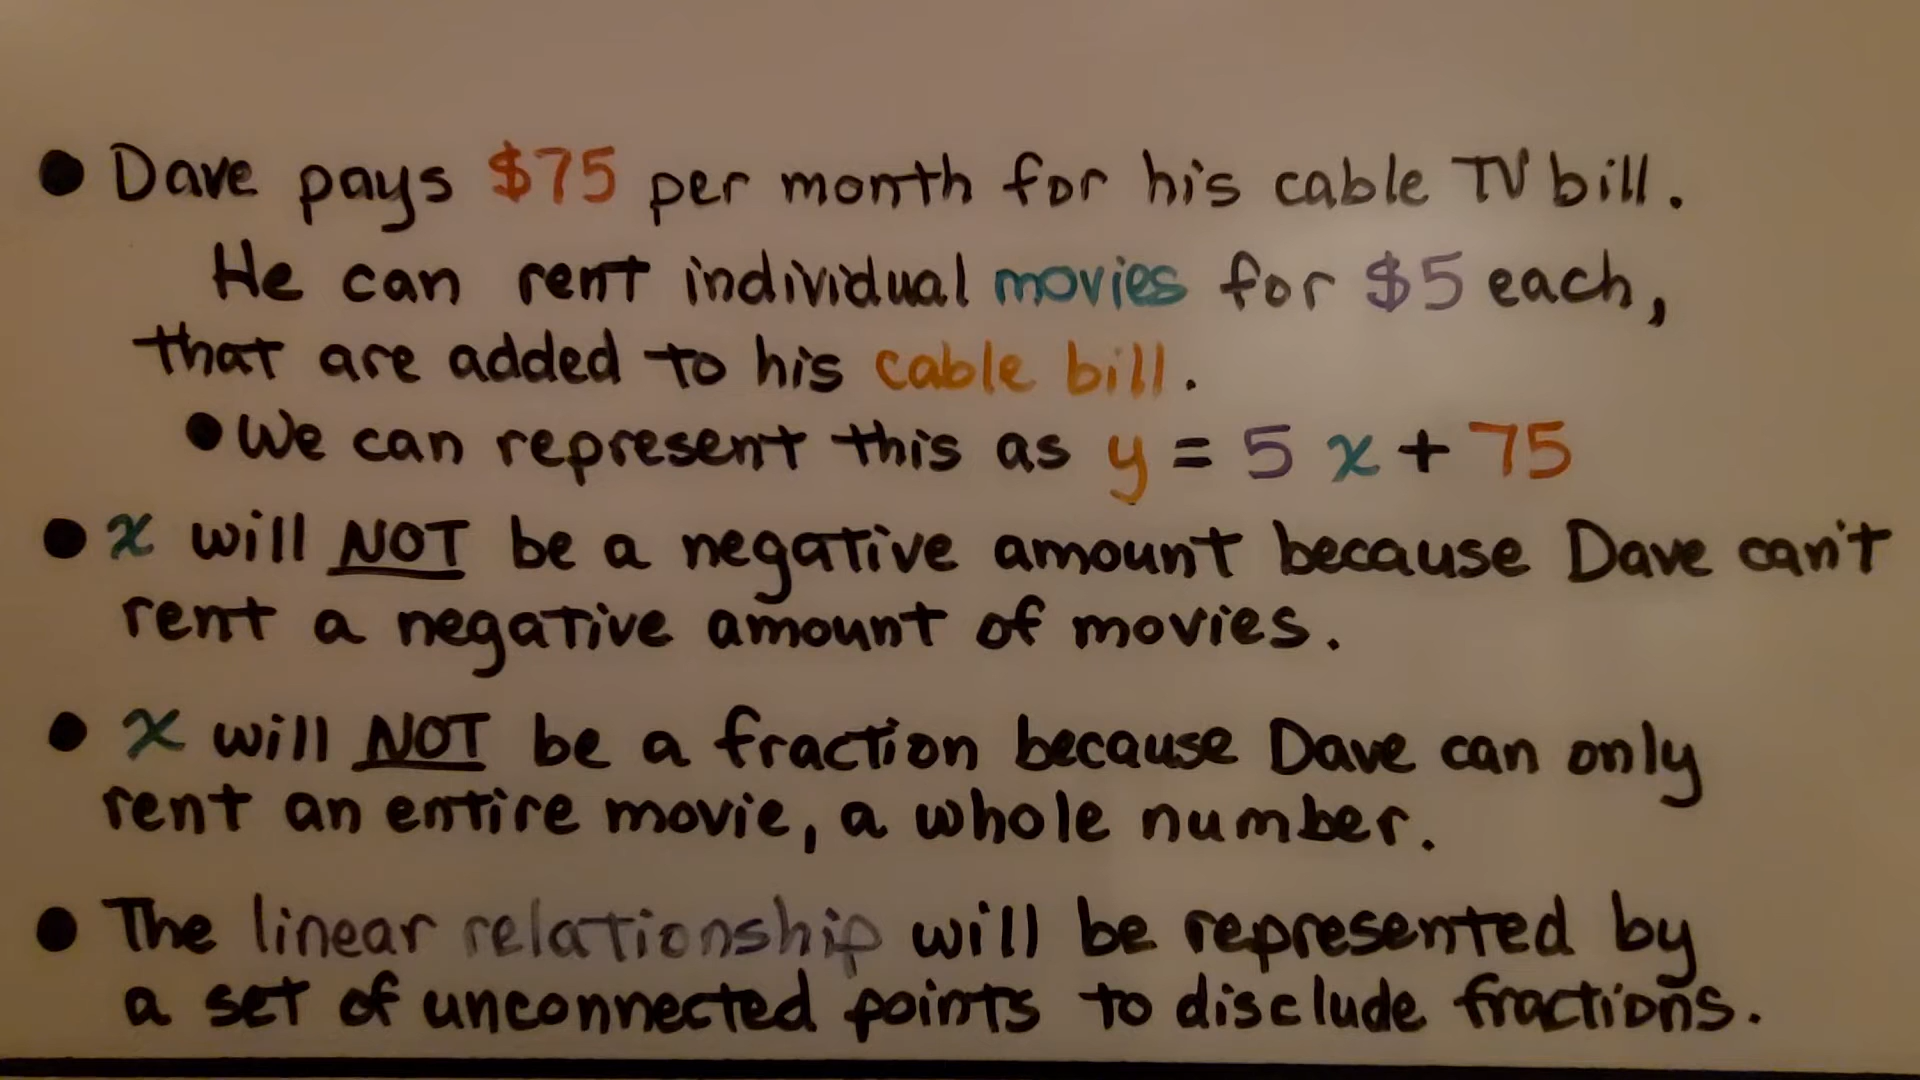 ● Dave pays $75 per month for his cable TV bill.
He can rent individual movies for $5 each,
that are added to his cable bill.
● We can represent this as y = 5 x + 75
● x will NOT be a negative amount because Dave can't
rent a negative amount of movies.
● x will NOT be a fraction because Dave can only
rent an entire movie, a whole number.
● The linear relationship will be represented by
a set of unconnected points to disclude fractions.